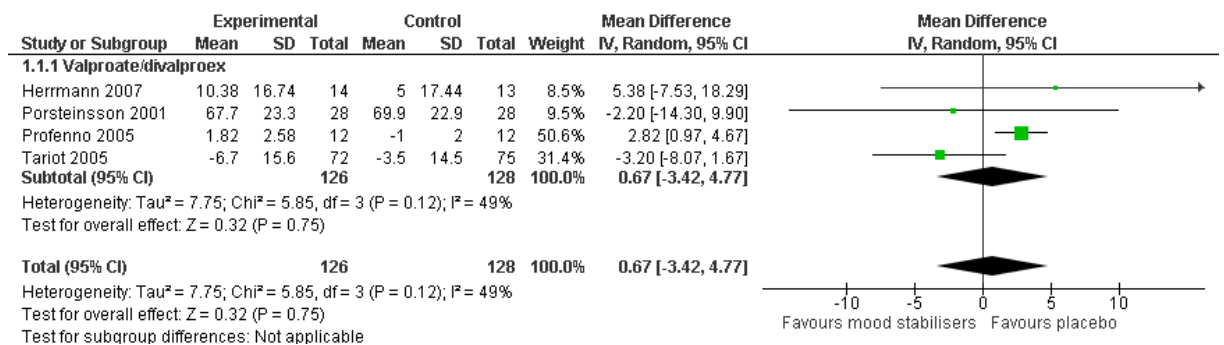 Experimental Control Mean Difference Mean Difference
Study or Subgroup Mean SD Total Mean SD Total Weight IV, Random, 95% CI IV, Random, 95% CI
1.1.1 Valproate/divalproex
Herrmann 2007 10.38 16.74 14 5 17.44 13 8.5% 5.38 [-7.53, 18.29]
Porsteinsson 2001 67.7 23.3 28 69.9 22.9 28 9.5% -2.20 [-14.30, 9.90]
Profenno 2005 1.82 2.58 12 -1 2 12 50.6% 2.82 [0.97, 4.67]
Tariot 2005 -6.7 15.6 72 -3.5 14.5 75 31.4% -3.20 [-8.07, 1.67]
Subtotal (95% CI) 126 128 100.0% 0.67 [-3.42, 4.77]
Heterogeneity: Tau² = 7.75; Chi² = 5.85, df = 3 (P = 0.12); I² = 49%
Test for overall effect: Z = 0.32 (P = 0.75)
Total (95% CI) 126 128 100.0% 0.67 [-3.42, 4.77]
Heterogeneity: Tau² = 7.75; Chi² = 5.85, df = 3 (P = 0.12); I² = 49%
Test for overall effect: Z = 0.32 (P = 0.75)
Test for subgroup differences: Not applicable
-10 -5 0 5 10
Favours mood stabilisers Favours placebo